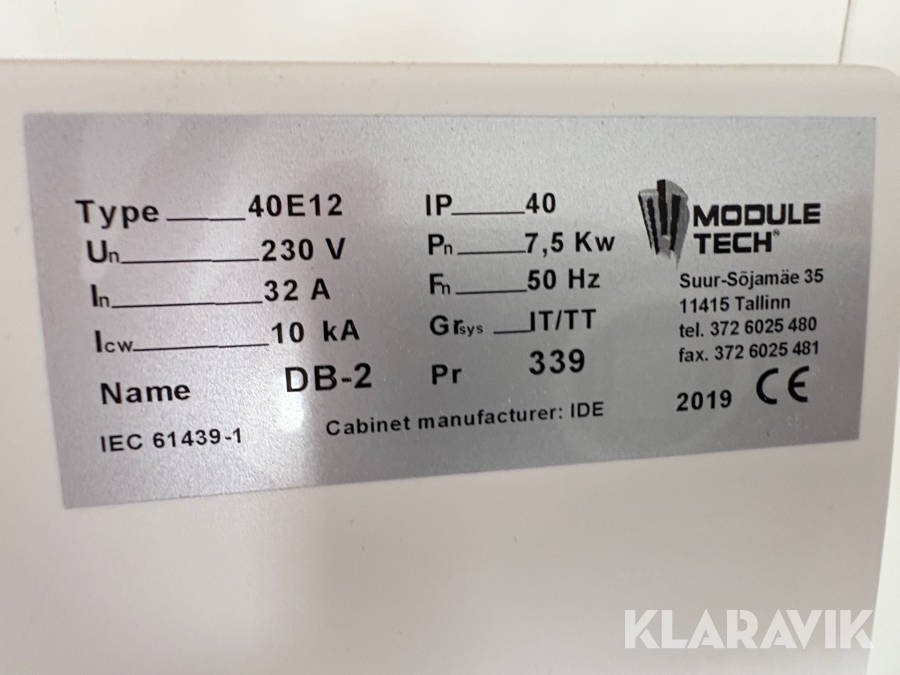 Type 40E12
Un 230 V
In 32 A
Icw 10 kA
Name DB-2
IEC 61439-1
IP 40
Pn 7,5 Kw
Fn 50 Hz
Grsys IT/TT
Pr 339
Cabinet manufacturer: IDE
MODULE
TECH®
Suur-Sõjamäe 35
11415 Tallinn
tel. 372 6025 480
fax. 372 6025 481
2019 CE
KLARAVIK